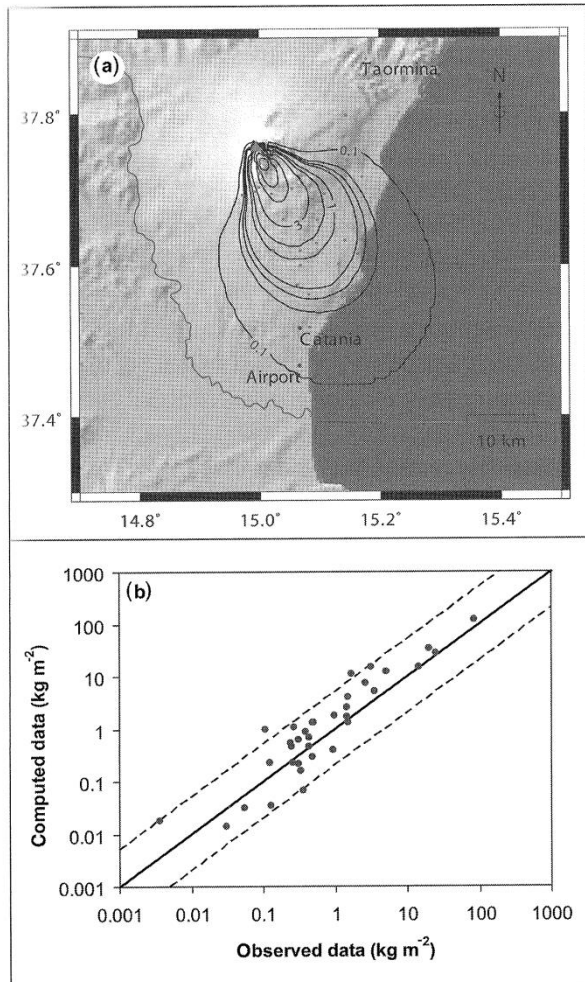 (a)
Taormina
N
37.8°
0.1
1
3
37.6°
Catania
0.1
Airport
37.4°
10 km
14.8° 15.0° 15.2° 15.4°
(b)
1000
100
10
1
0.1
0.01
0.001
Computed data (kg m⁻²)
0.001 0.01 0.1 1 10 100 1000
Observed data (kg m⁻²)